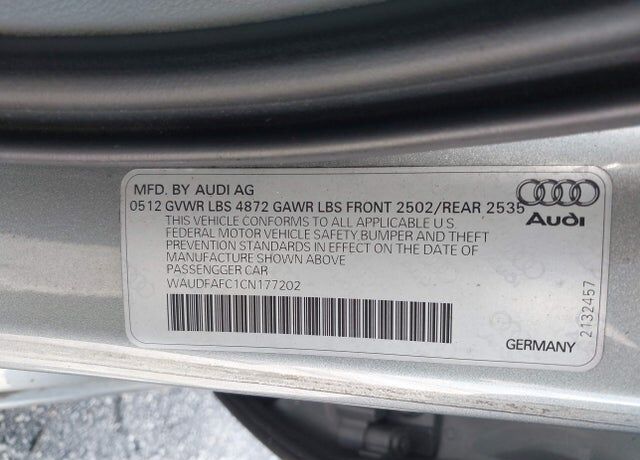 MFD. BY AUDI AG
0512 GVWR LBS 4872 GAWR LBS FRONT 2502/REAR 2535
THIS VEHICLE CONFORMS TO ALL APPLICABLE U S
FEDERAL MOTOR VEHICLE SAFETY, BUMPER AND THEFT
PREVENTION STANDARDS IN EFFECT ON THE DATE OF
MANUFACTURE SHOWN ABOVE
PASSENGGER CAR
WAUDFAFC1CN177202
Audi
2132457
GERMANY